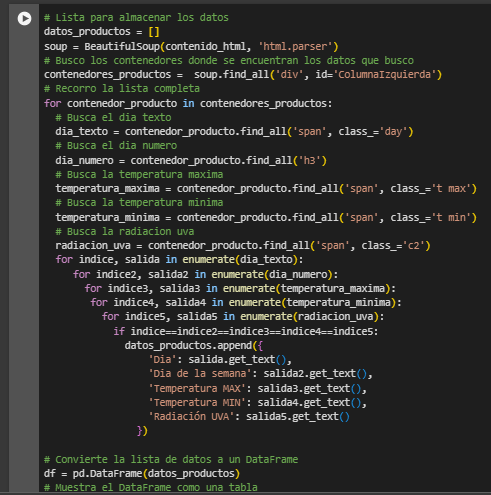 # Lista para almacenar los datos
datos_productos = []
soup = BeautifulSoup(contenido_html, 'html.parser')
# Busco los contenedores donde se encuentran los datos que busco
contenedores_productos =  soup.find_all('div', id='ColumnaIzquierda')
# Recorro la lista completa
for contenedor_producto in contenedores_productos:
  # Busca el dia texto
  dia_texto = contenedor_producto.find_all('span', class_='day')
  # Busca el dia numero
  dia_numero = contenedor_producto.find_all('h3')
  # Busca la temperatura maxima
  temperatura_maxima = contenedor_producto.find_all('span', class_='t max')
  # Busca la temperatura minima
  temperatura_minima = contenedor_producto.find_all('span', class_='t min')
  # Busca la radiacion uva
  radiacion_uva = contenedor_producto.find_all('span', class_='c2')
  for indice, salida in enumerate(dia_texto):
     for indice2, salida2 in enumerate(dia_numero):
       for indice3, salida3 in enumerate(temperatura_maxima):
        for indice4, salida4 in enumerate(temperatura_minima):
          for indice5, salida5 in enumerate(radiacion_uva):
            if indice==indice2==indice3==indice4==indice5:
              datos_productos.append({
                  'Dia': salida.get_text(),
                  'Dia de la semana': salida2.get_text(),
                  'Temperatura MAX': salida3.get_text(),
                  'Temperatura MIN': salida4.get_text(),
                  'Radiación UVA': salida5.get_text()
                })

# Convierte la lista de datos a un DataFrame
df = pd.DataFrame(datos_productos)
# Muestra el DataFrame como una tabla